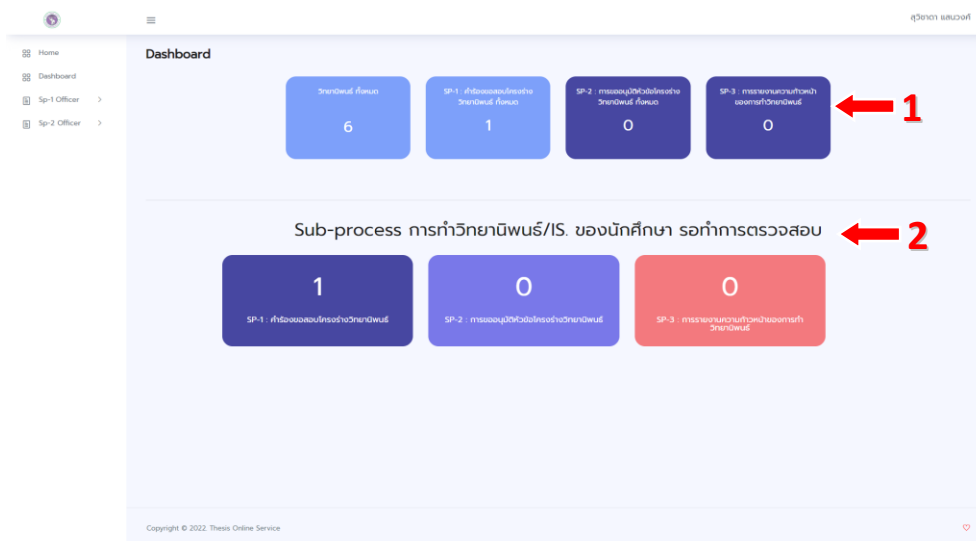 สุวิชาดา แสนวงศ์
Home
Dashboard
Sp-1 Officer
Sp-2 Officer
Dashboard
วิทยานิพนธ์ ทั้งหมด
6
SP-1 : คำร้องขอสอบโครงร่าง
วิทยานิพนธ์ ทั้งหมด
1
SP-2 : การขออนุมัติหัวข้อโครงร่าง
วิทยานิพนธ์ ทั้งหมด
0
SP-3 : การรายงานความก้าวหน้า
ของการทำวิทยานิพนธ์
0
1
Sub-process การทำวิทยานิพนธ์/IS. ของนักศึกษา รอทำการตรวจสอบ
2
1
SP-1 : คำร้องขอสอบโครงร่างวิทยานิพนธ์
0
SP-2 : การขออนุมัติหัวข้อโครงร่างวิทยานิพนธ์
0
SP-3 : การรายงานความก้าวหน้าของการทำ
วิทยานิพนธ์
Copyright © 2022. Thesis Online Service